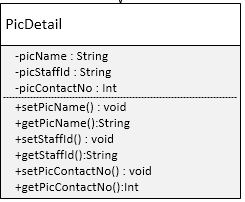 PicDetail
-picName : String
-picStaffId : String
-picContactNo : Int
+setPicName() : void
+getPicName():String
+setStaffId() : void
+getStaffId():String
+setPicContactNo() : void
+getPicContactNo():Int